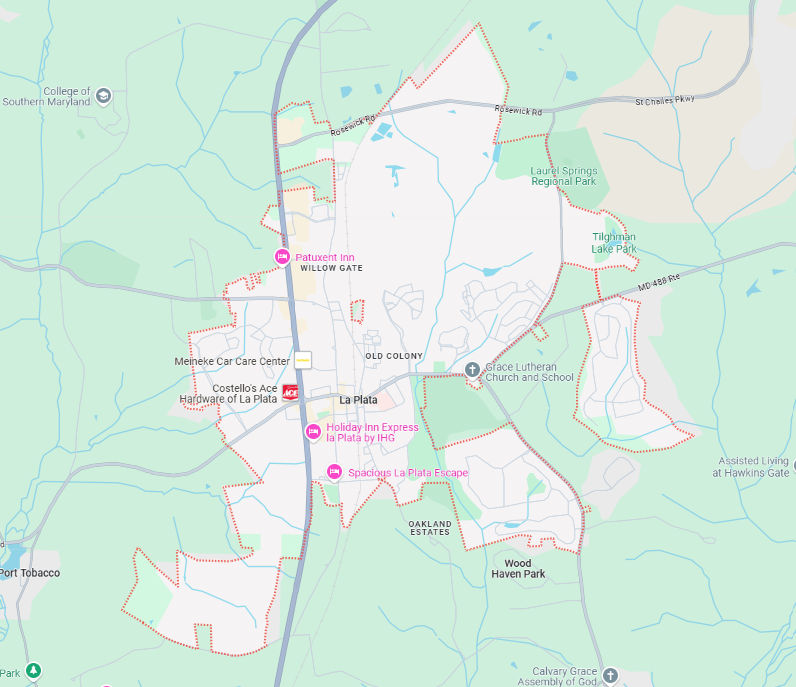 College of
Southern Maryland
Rosewick Rd
Rosewick Rd
St Charles Pkwy
Laurel Springs
Regional Park
Tilghman
Lake Park
Patuxent Inn
WILLOW GATE
MD-488 Rte
Meineke Car Care Center
OLD COLONY
Grace Lutheran
Church and School
Costello's Ace
Hardware of La Plata
ACE
La Plata
Holiday Inn Express
la Plata by IHG
Spacious La Plata Escape
Assisted Living
at Hawkins Gate
OAKLAND
ESTATES
Wood
Haven Park
d
Port Tobacco
Park
Calvary Grace
Assembly of God